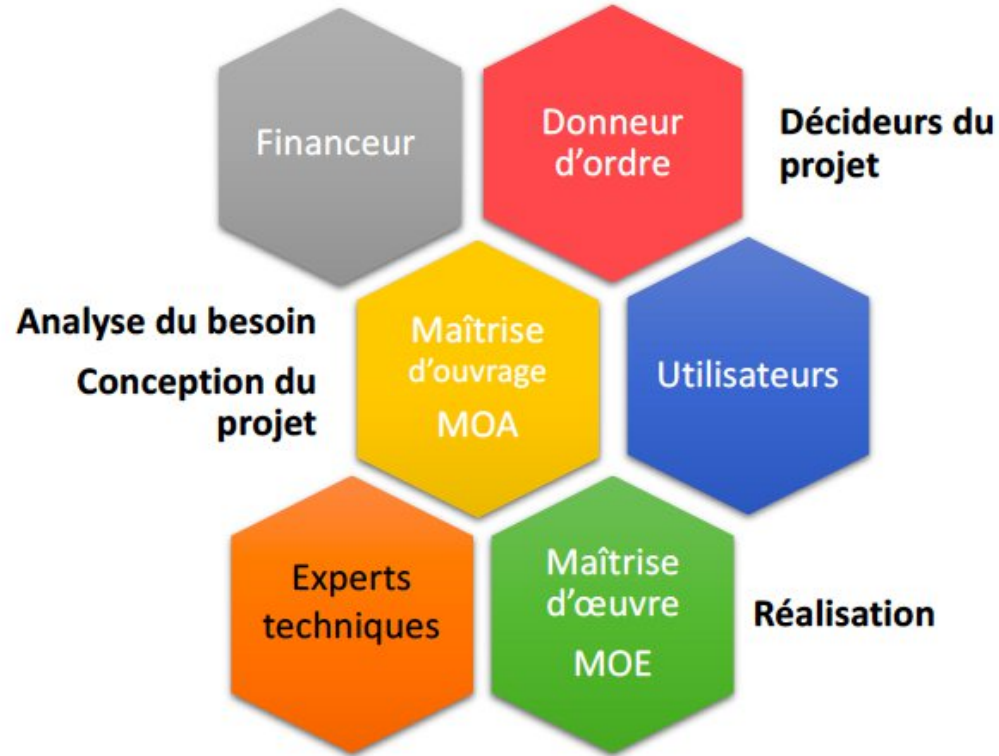 Financeur
Donneur
d’ordre
Décideurs du
projet
Analyse du besoin
Conception du
projet
Maîtrise
d’ouvrage
MOA
Utilisateurs
Experts
techniques
Maîtrise
d’œuvre
MOE
Réalisation